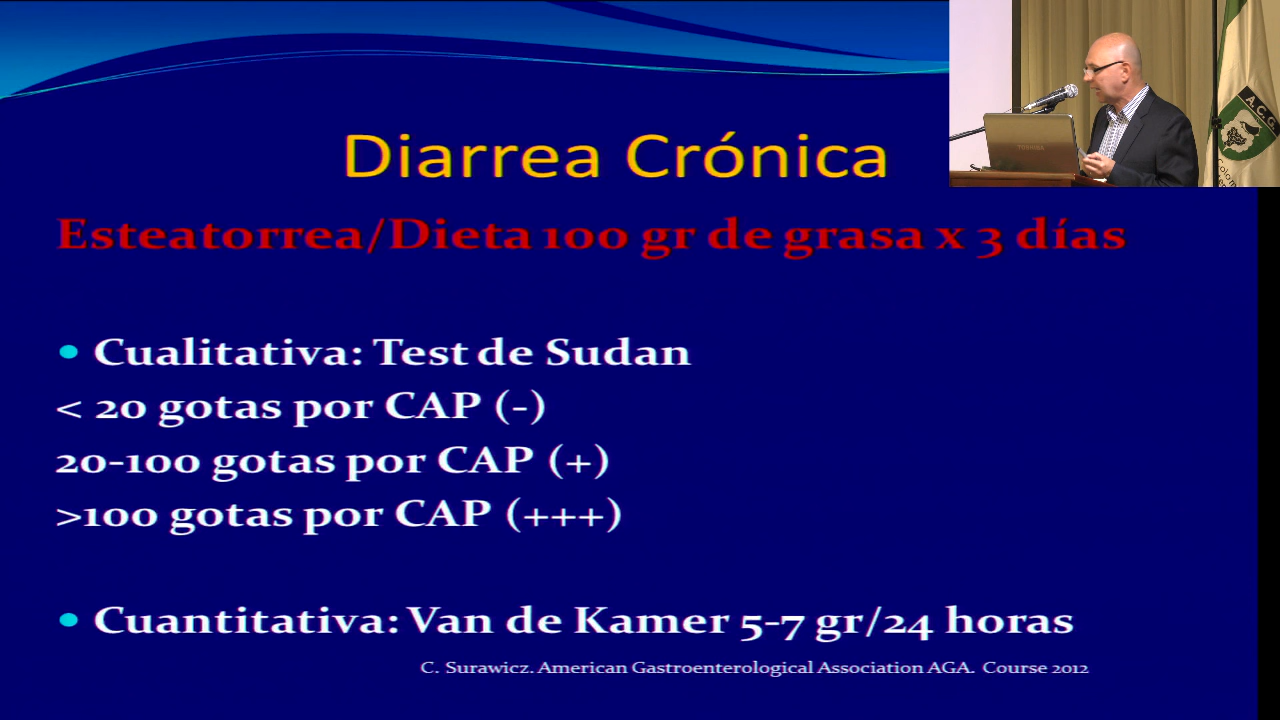 Diarrea Crónica
Esteatorrea/Dieta 100 gr de grasa x 3 días
• Cualitativa: Test de Sudan
< 20 gotas por CAP (-)
20-100 gotas por CAP (+)
>100 gotas por CAP (+++)
• Cuantitativa: Van de Kamer 5-7 gr/24 horas
C. Surawicz. American Gastroenterological Association AGA. Course 2012
TOSHIBA
A.C.G